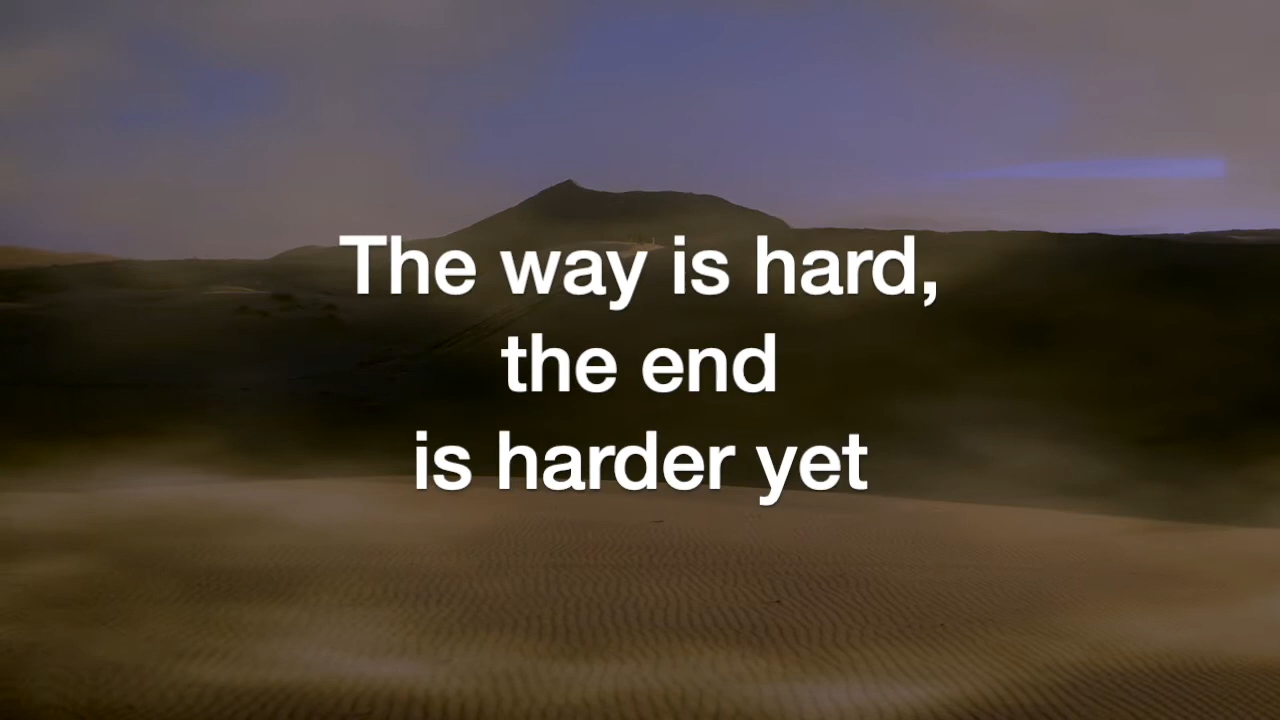 The way is hard,
the end
is harder yet